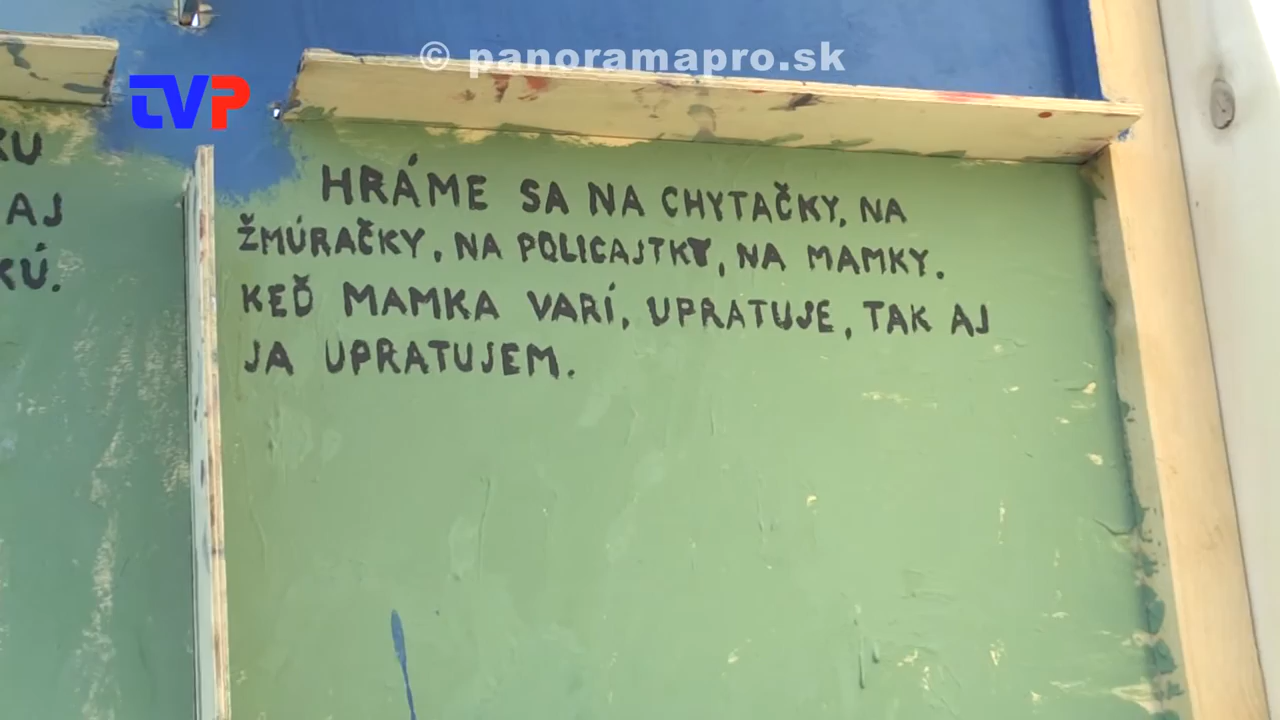 © panoramapro.sk
TVP
KU
AJ
KÚ.
HRÁME SA NA CHYTAČKY, NA
ŽMÚRAČKY, NA POLICAJTKY, NA MAMKY.
KEĎ MAMKA VARÍ, UPRATUJE, TAK AJ
JA UPRATUJEM.